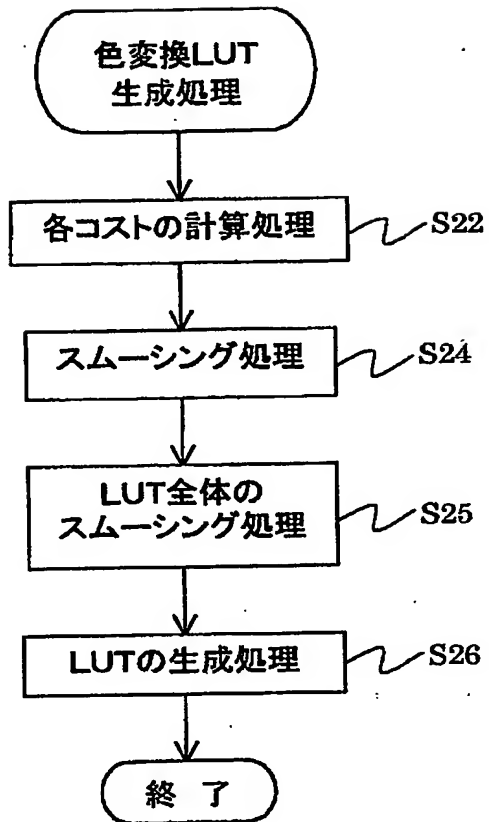 色変換LUT
生成処理
各コストの計算処理
S22
スムーシング処理
S24
LUT全体の
スムーシング処理
S25
LUTの生成処理
S26
終了